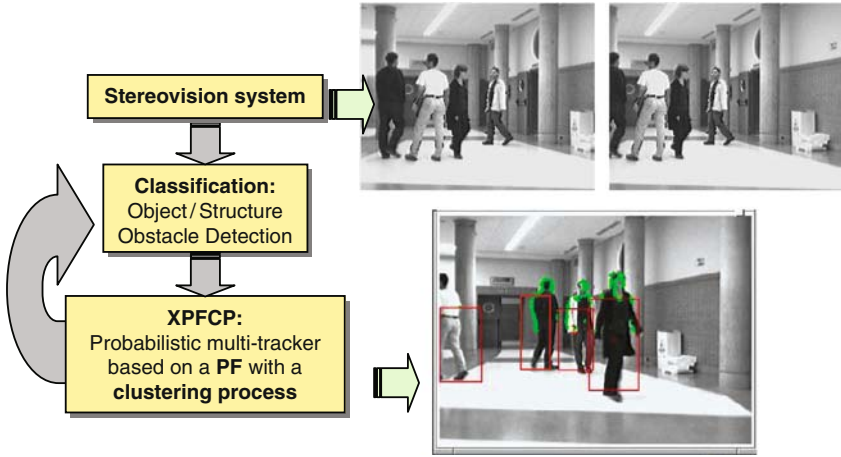 Stereovision system
Classification:
Object/Structure
Obstacle Detection
XPFCP:
Probabilistic multi-tracker
based on a PF with a
clustering process